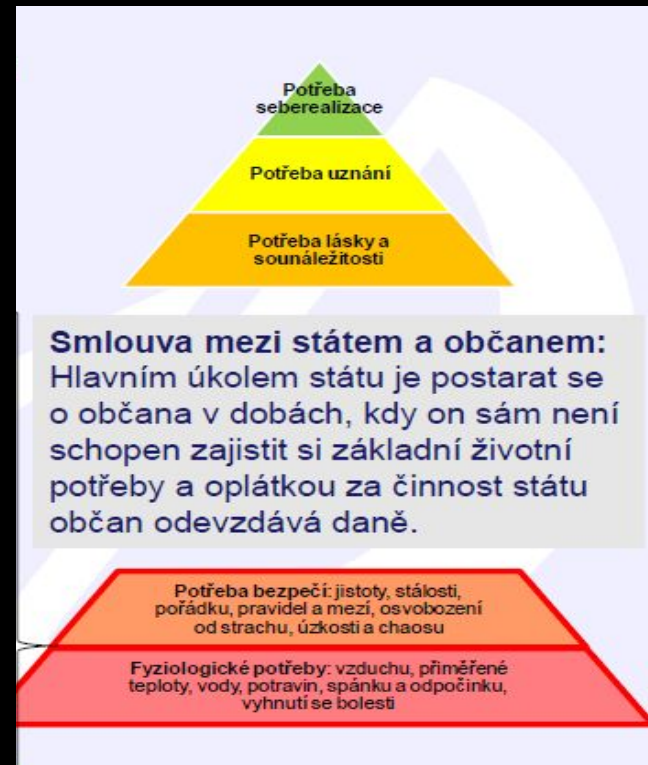 Potřeba
seberealizace
Potřeba uznání
Potřeba lásky a
sounáležitosti
Smlouva mezi státem a občanem:
Hlavním úkolem státu je postarat se
o občana v dobách, kdy on sám není
schopen zajistit si základní životní
potřeby a oplátkou za činnost státu
občan odevzdává daně.
Potřeba bezpečí: jistoty, stálosti,
pořádku, pravidel a mezí, osvobození
od strachu, úzkosti a chaosu
Fyziologické potřeby: vzduchu, přiměřené
teploty, vody, potravin, spánku a odpočinku,
vyhnutí se bolesti